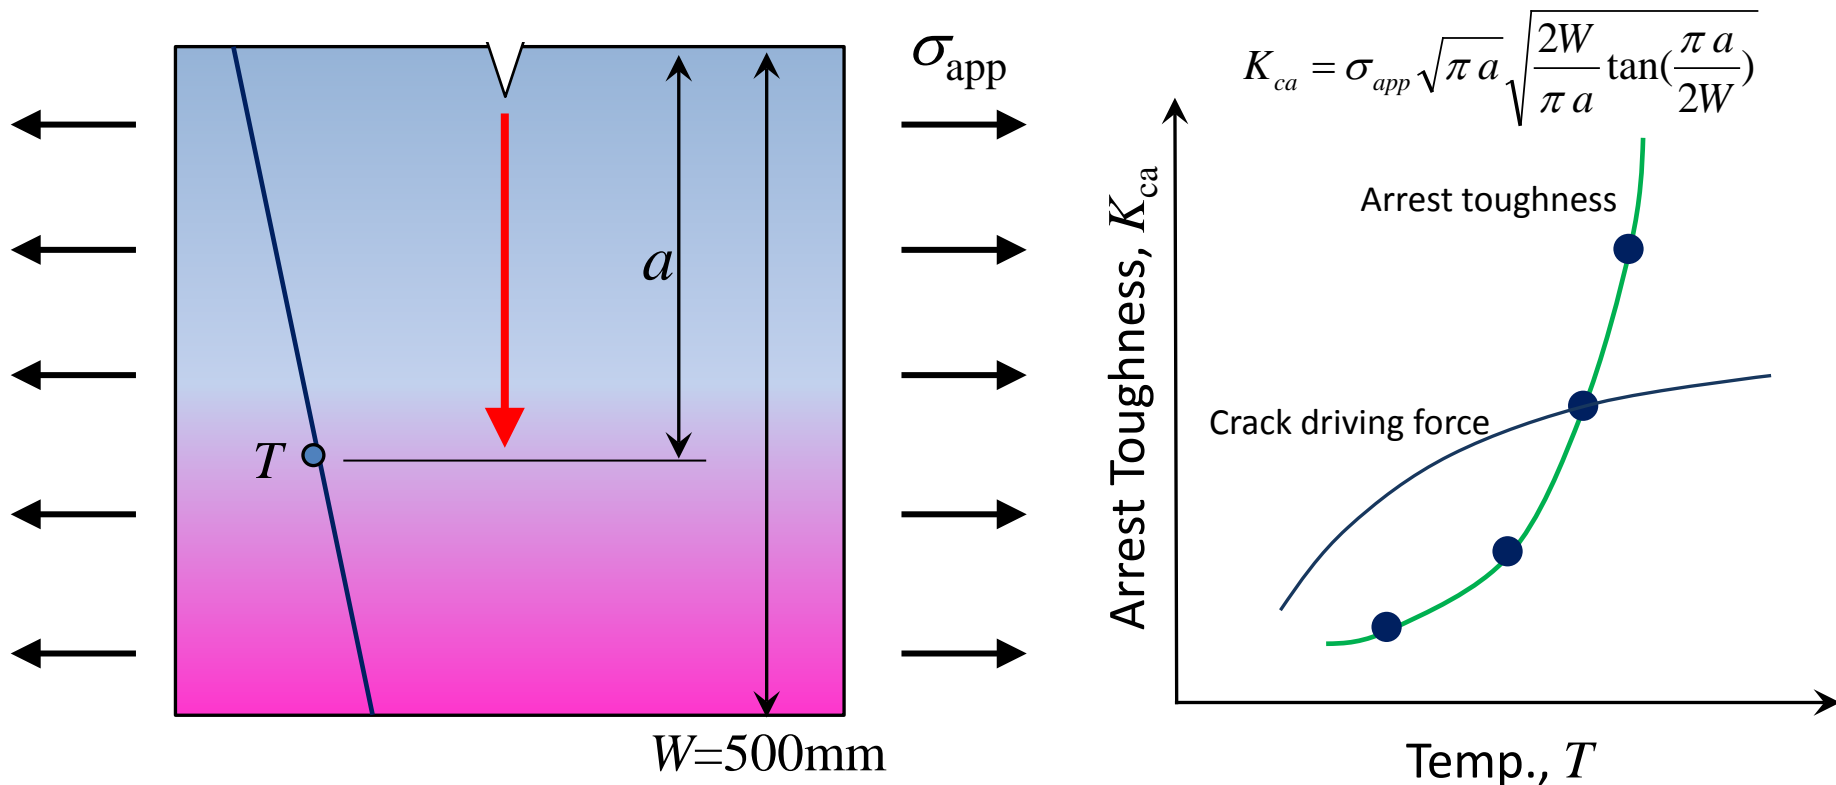 σapp
a
T
W=500mm
Kca = σapp √(π a) √(2W/(π a) tan(π a/2W))
Arrest toughness
Crack driving force
Arrest Toughness, Kca
Temp., T